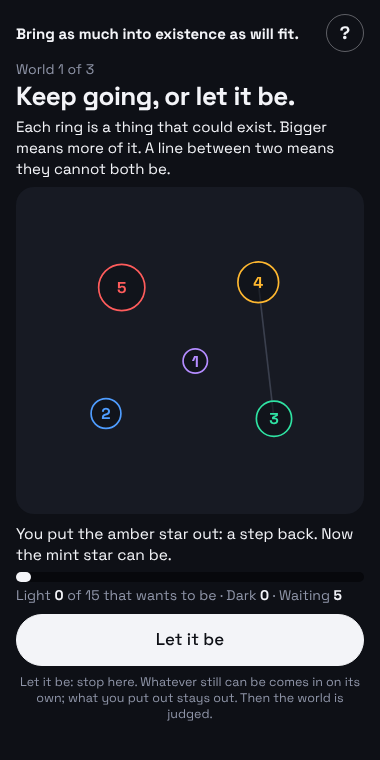 Bring as much into existence as will fit.
?
World 1 of 3
Keep going, or let it be.
Each ring is a thing that could exist. Bigger
means more of it. A line between two means
they cannot both be.
5
4
1
2
3
You put the amber star out: a step back. Now
the mint star can be.
Light 0 of 15 that wants to be · Dark 0 · Waiting 5
Let it be
Let it be: stop here. Whatever still can be comes in on its
own; what you put out stays out. Then the world is
judged.